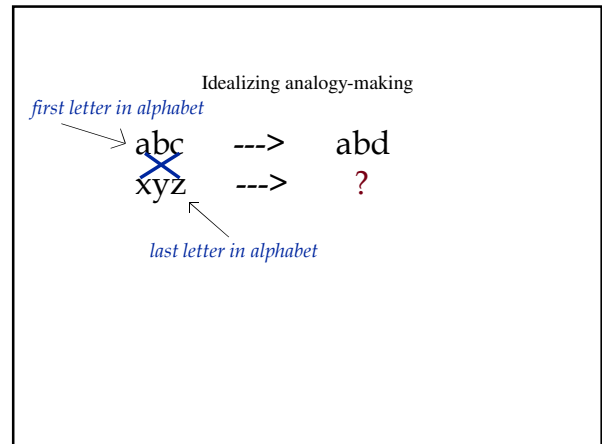 Idealizing analogy-making
first letter in alphabet
abc ---> abd
xyz ---> ?
last letter in alphabet